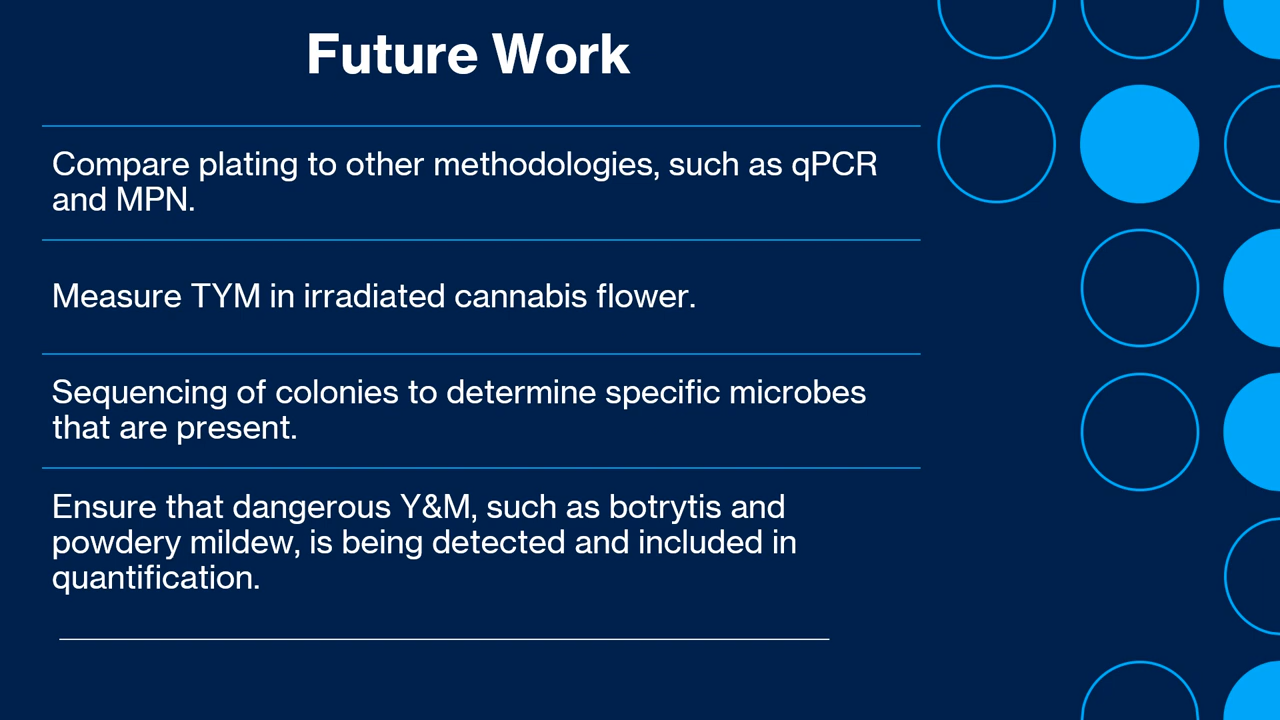 Future Work
Compare plating to other methodologies, such as qPCR
and MPN.
Measure TYM in irradiated cannabis flower.
Sequencing of colonies to determine specific microbes
that are present.
Ensure that dangerous Y&M, such as botrytis and
powdery mildew, is being detected and included in
quantification.